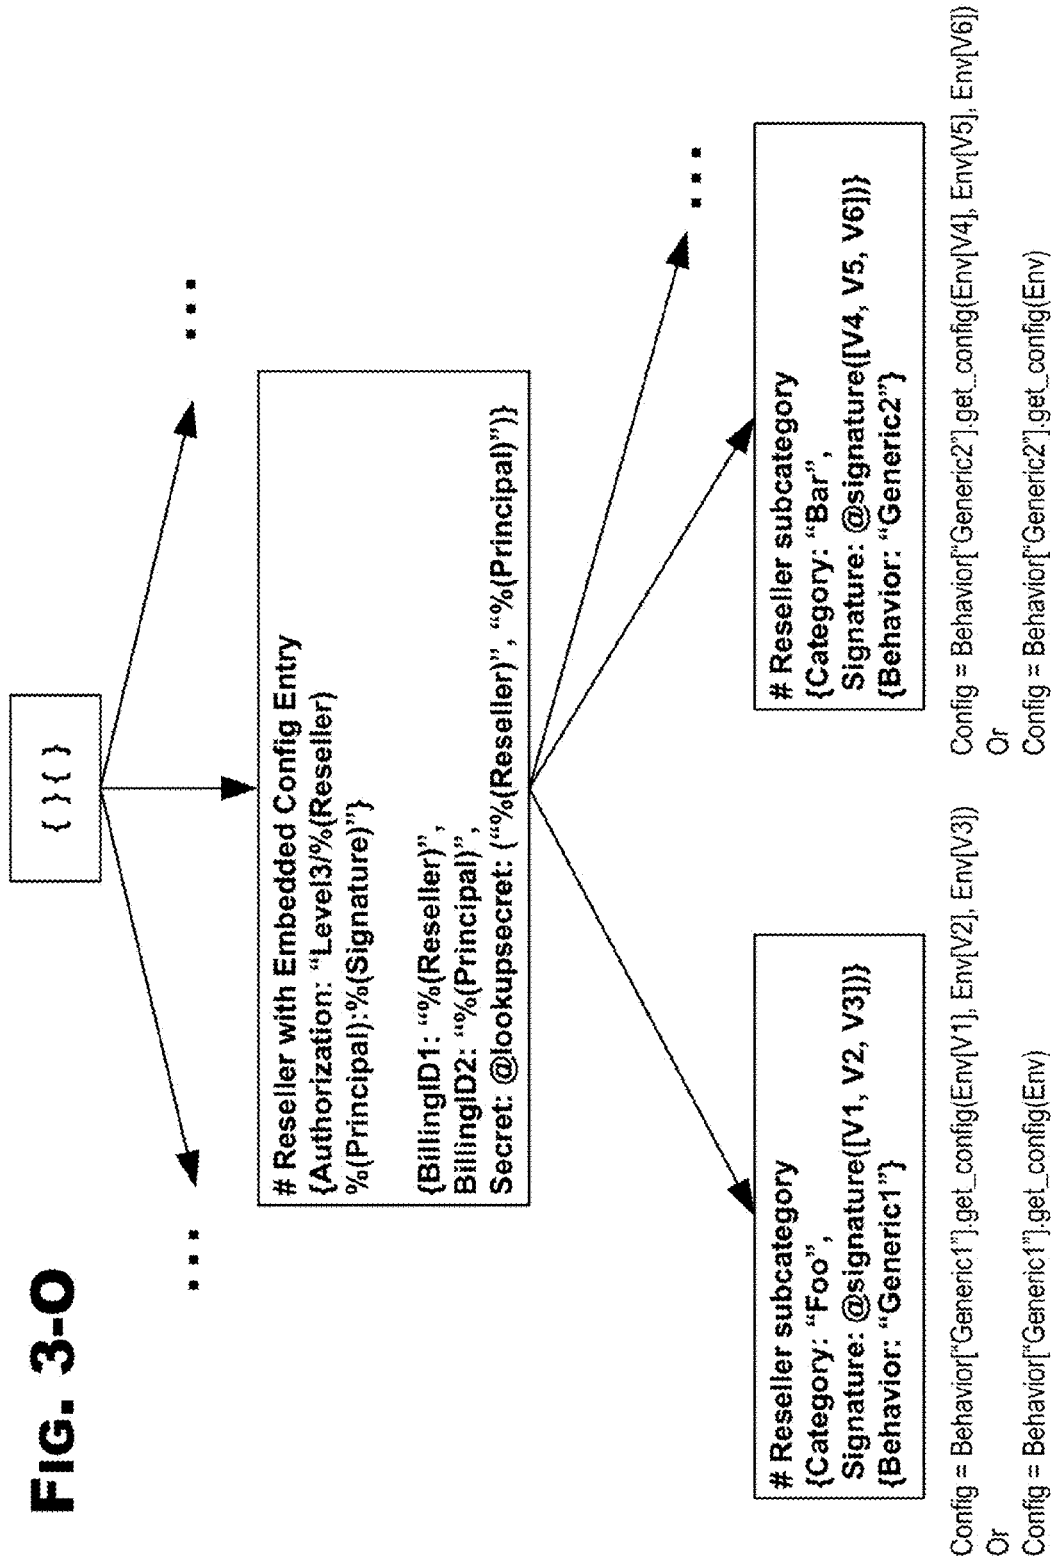 FIG. 3-O
{ } { }
...
...
# Reseller with Embedded Config Entry
{Authorization: “Level3/%(Reseller)
%(Principal):%(Signature)”}
{BillingID1: “%(Reseller)”,
BillingID2: “%(Principal)”,
Secret: @lookupsecret: (“%(Reseller)”, “%(Principal)”)}
...
# Reseller subcategory
{Category: “Foo”,
Signature: @signature([V1, V2, V3])}
{Behavior: “Generic1”}
# Reseller subcategory
{Category: “Bar”,
Signature: @signature([V4, V5, V6])}
{Behavior: “Generic2”}
Config = Behavior[“Generic1”].get_config(Env[V1], Env[V2], Env[V3])
Or
Config = Behavior[“Generic1”].get_config(Env)
Config = Behavior[“Generic2”].get_config(Env[V4], Env[V5], Env[V6])
Or
Config = Behavior[“Generic2”].get_config(Env)